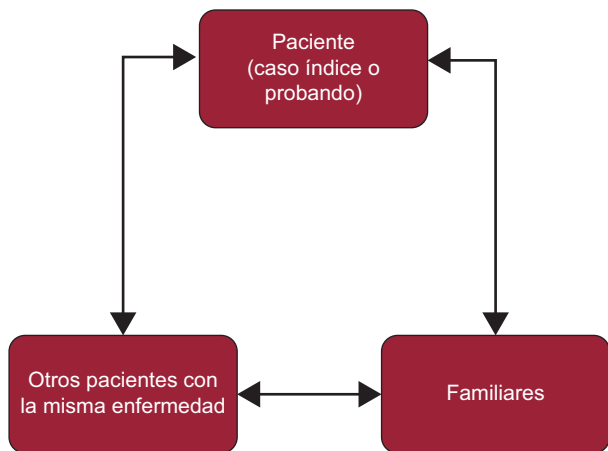 Paciente
(caso índice o
probando)
Otros pacientes con
la misma enfermedad
Familiares